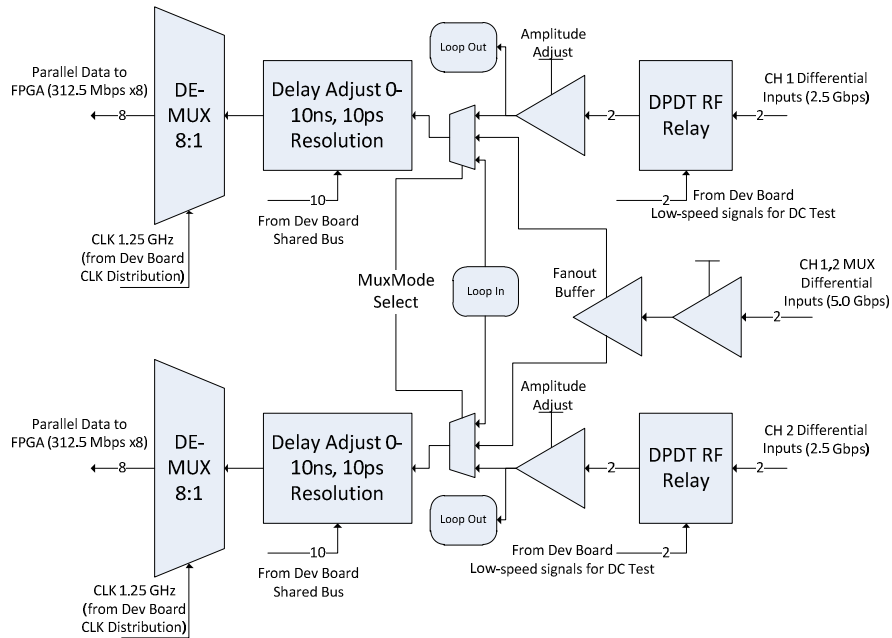 Parallel Data to
FPGA (312.5 Mbps x8)
8
DE-
MUX
8:1
CLK 1.25 GHz
(from Dev Board
CLK Distribution)
Delay Adjust 0-
10ns, 10ps
Resolution
10
From Dev Board
Shared Bus
Loop Out
Amplitude
Adjust
2
DPDT RF
Relay
CH 1 Differential
Inputs (2.5 Gbps)
2
2
From Dev Board
Low-speed signals for DC Test
MuxMode
Select
Loop In
Fanout
Buffer
CH 1,2 MUX
Differential
Inputs (5.0 Gbps)
2
Parallel Data to
FPGA (312.5 Mbps x8)
8
DE-
MUX
8:1
CLK 1.25 GHz
(from Dev Board
CLK Distribution)
Delay Adjust 0-
10ns, 10ps
Resolution
10
From Dev Board
Shared Bus
Loop Out
Amplitude
Adjust
2
DPDT RF
Relay
CH 2 Differential
Inputs (2.5 Gbps)
2
2
From Dev Board
Low-speed signals for DC Test